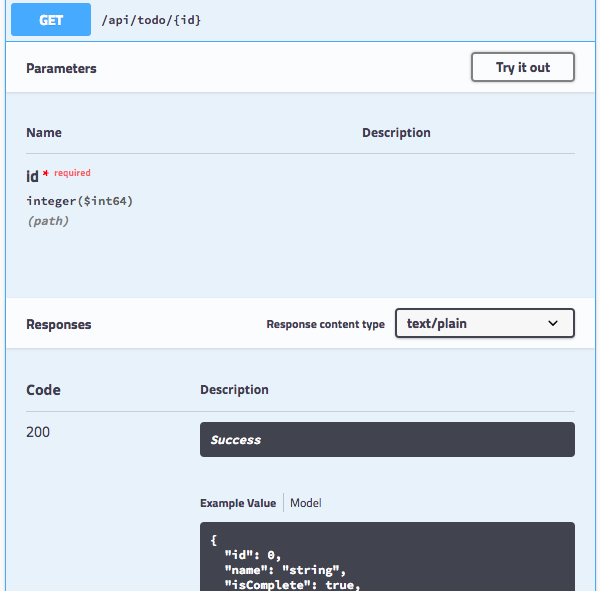 GET /api/todo/{id}
Parameters Try it out
Name Description
id * required
integer($int64)
(path)
Responses Response content type text/plain
Code Description
200 Success
Example Value Model
{
"id": 0,
"name": "string",
"isComplete": true,